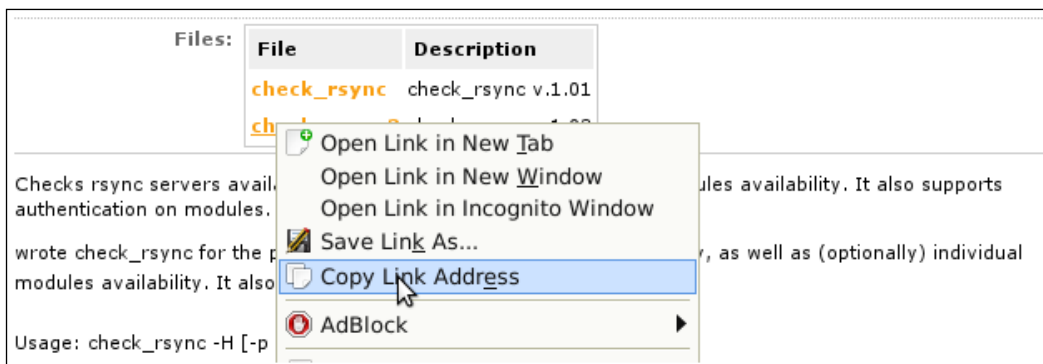 Files:
File Description
check_rsync check_rsync v.1.01
Open Link in New Tab
Checks rsync servers Open Link in New Window availability. It also supports
authentication on modules. Open Link in Incognito Window
Save Link As...
wrote check_rsync for the , as well as (optionally) individual
Copy Link Address
modules availability. It also
AdBlock
Usage: check_rsync -H [-p